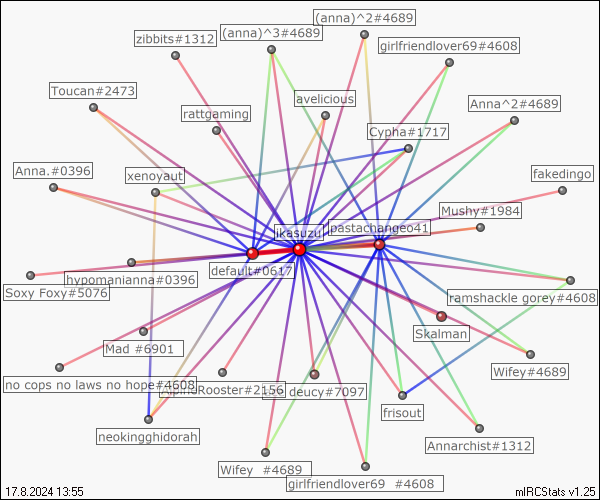 (anna)^2#4689
(anna)^3#4689
zibbits#1312
girlfriendlover69#4608
Toucan#2473
avelicious
Anna^2#4689
rattgaming
Cypha#1717
Anna.#0396
xenoyaut
fakedingo
Mushy#1984
jkasuzu
pastachange041
default#0617
hypomanianna#0396
Soxy Foxy#5076
ramshackle gorey#4608
Skalman
Mad #6901
Wifey#4689
no cops no laws no hope#4608
AlpineRooster#2156
deucy#7097
frisout
neokingghidorah
Annarchist#1312
Wifey #4689
girlfriendlover69 #4608
17.8.2024 13:55
mIRCStats v1.25